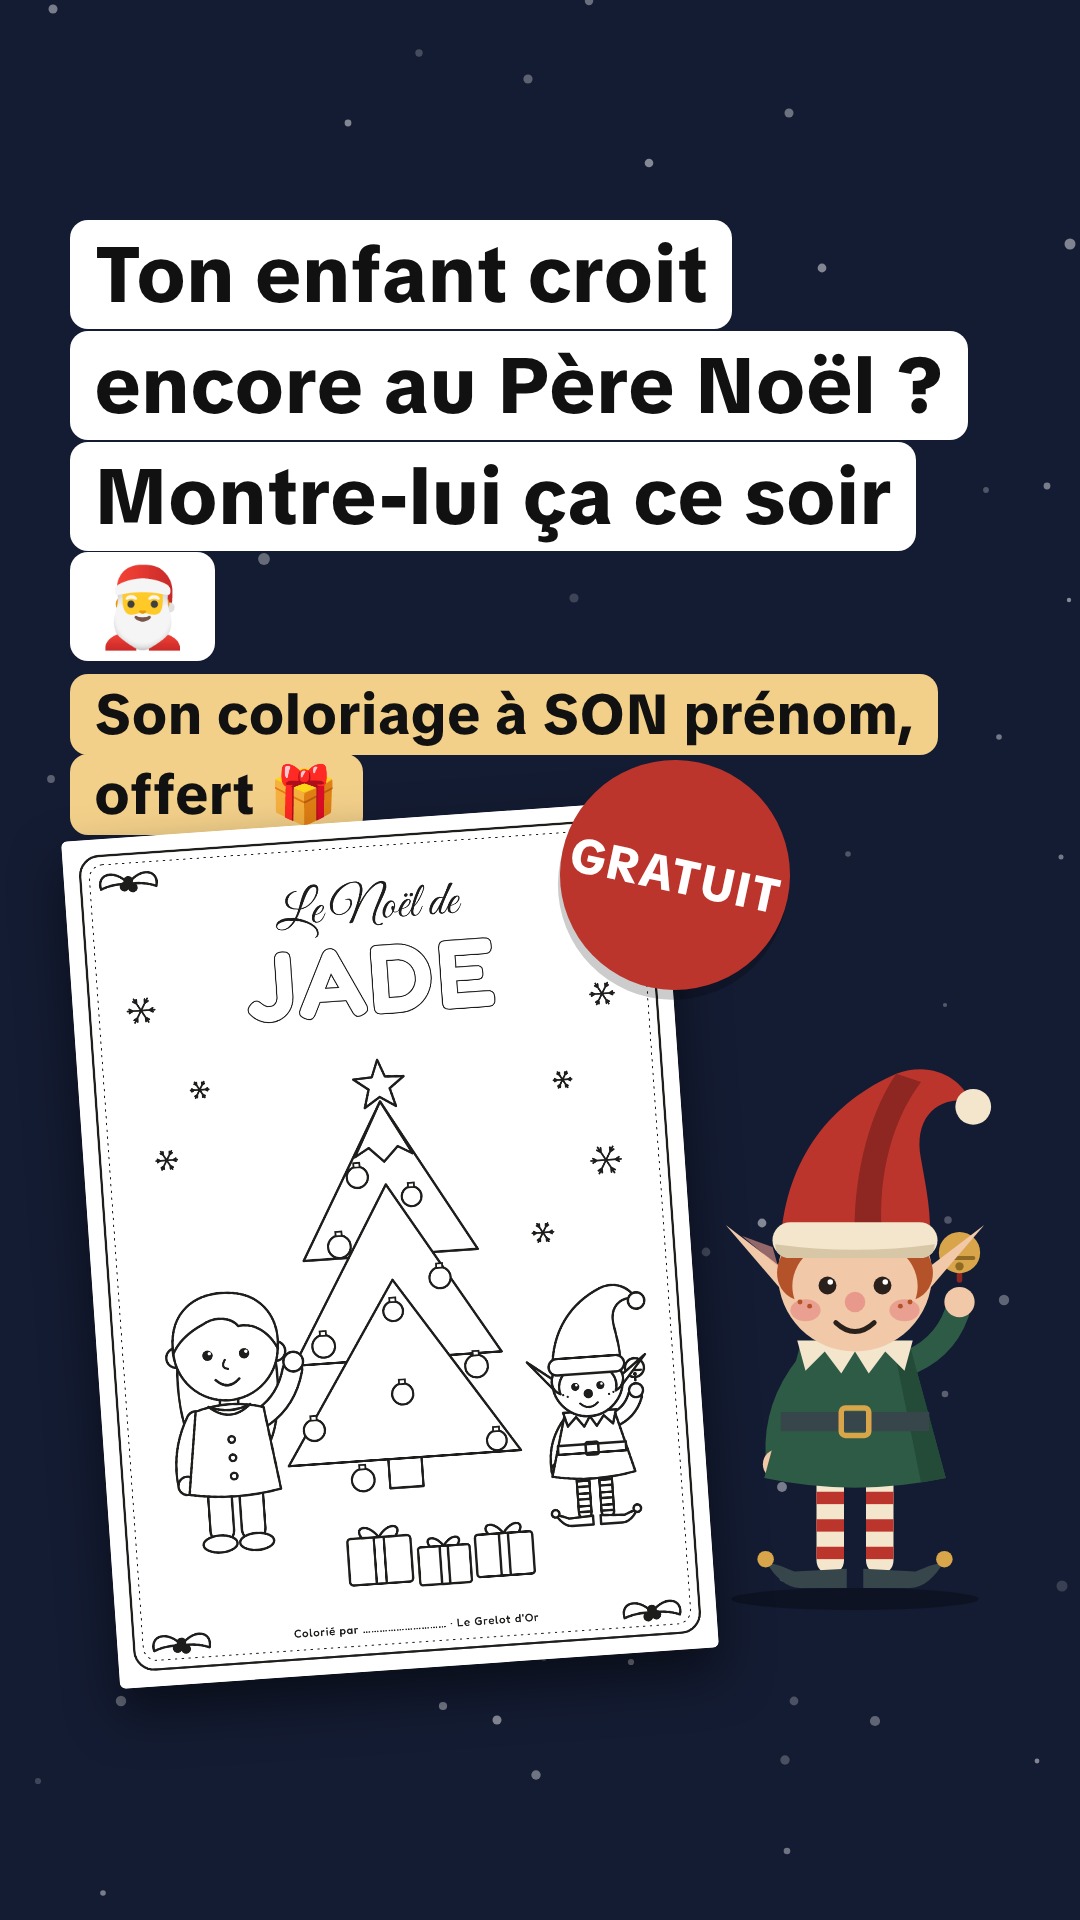 Ton enfant croit
encore au Père Noël ?
Montre-lui ça ce soir
🎅
Son coloriage à SON prénom,
offert 🎁
GRATUIT
Le Noël de
JADE
Colorié par ............................ · Le Grelot d'Or